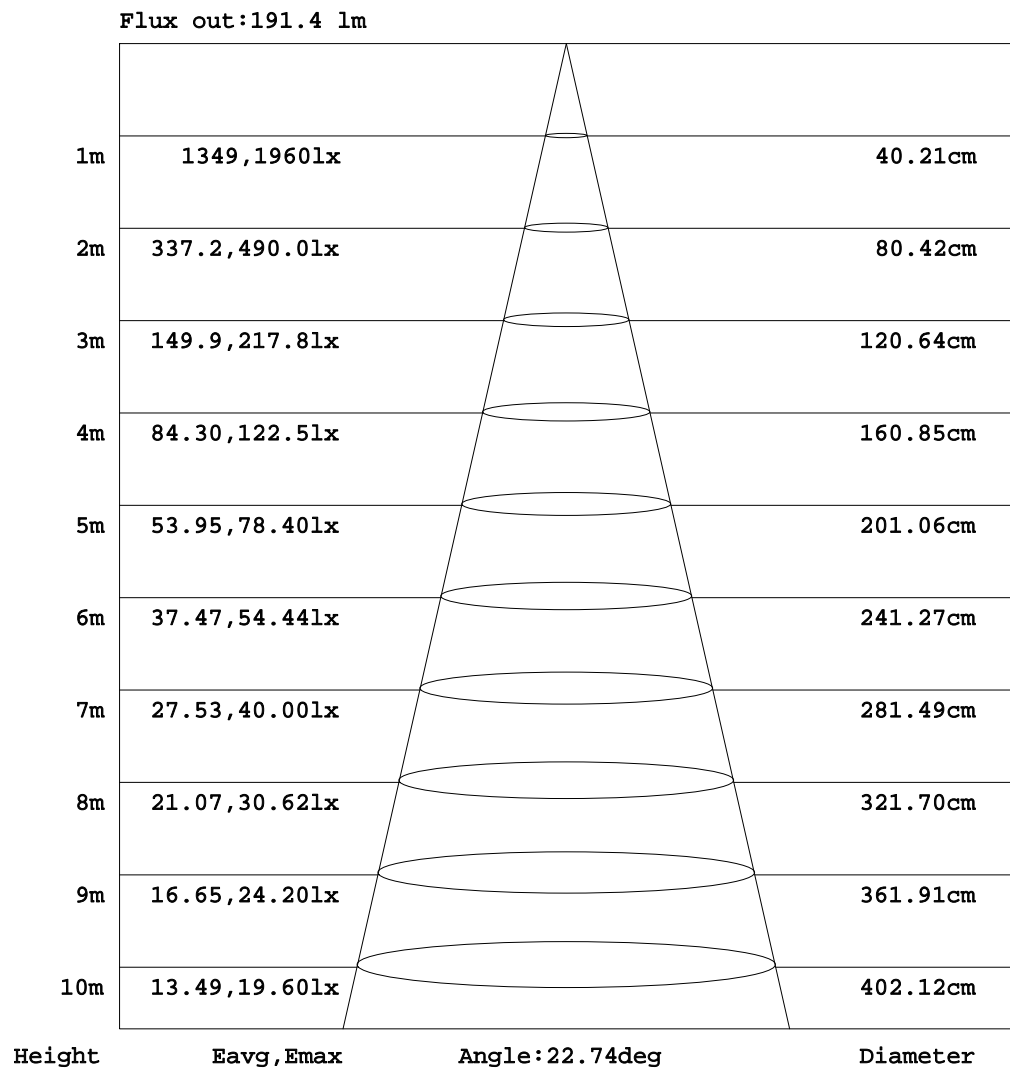 Flux out:191.4 lm
1m 1349,1960lx 40.21cm
2m 337.2,490.0lx 80.42cm
3m 149.9,217.8lx 120.64cm
4m 84.30,122.5lx 160.85cm
5m 53.95,78.40lx 201.06cm
6m 37.47,54.44lx 241.27cm
7m 27.53,40.00lx 281.49cm
8m 21.07,30.62lx 321.70cm
9m 16.65,24.20lx 361.91cm
10m 13.49,19.60lx 402.12cm
Height Eavg,Emax Angle:22.74deg Diameter